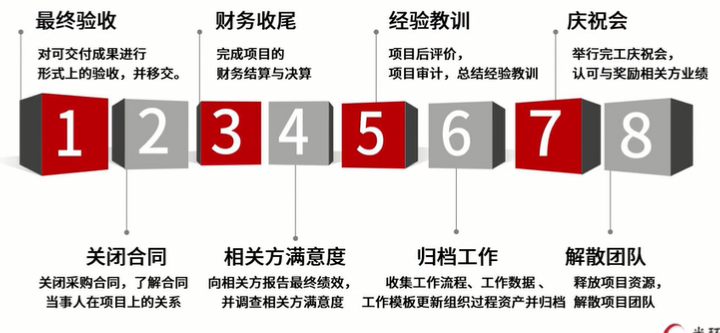 最终验收
对可交付成果进行
形式上的验收，并移交。
财务收尾
完成项目的
财务结算与决算
经验教训
项目后评价，
项目审计，总结经验教训
庆祝会
举行完工庆祝会，
认可与奖励相关方业绩
1
2
3
4
5
6
7
8
关闭合同
关闭采购合同，了解合同
当事人在项目上的关系
相关方满意度
向相关方报告最终绩效，
并调查相关方满意度
归档工作
收集工作流程、工作数据、
工作模板更新组织过程资产并归档
解散团队
释放项目资源，
解散项目团队